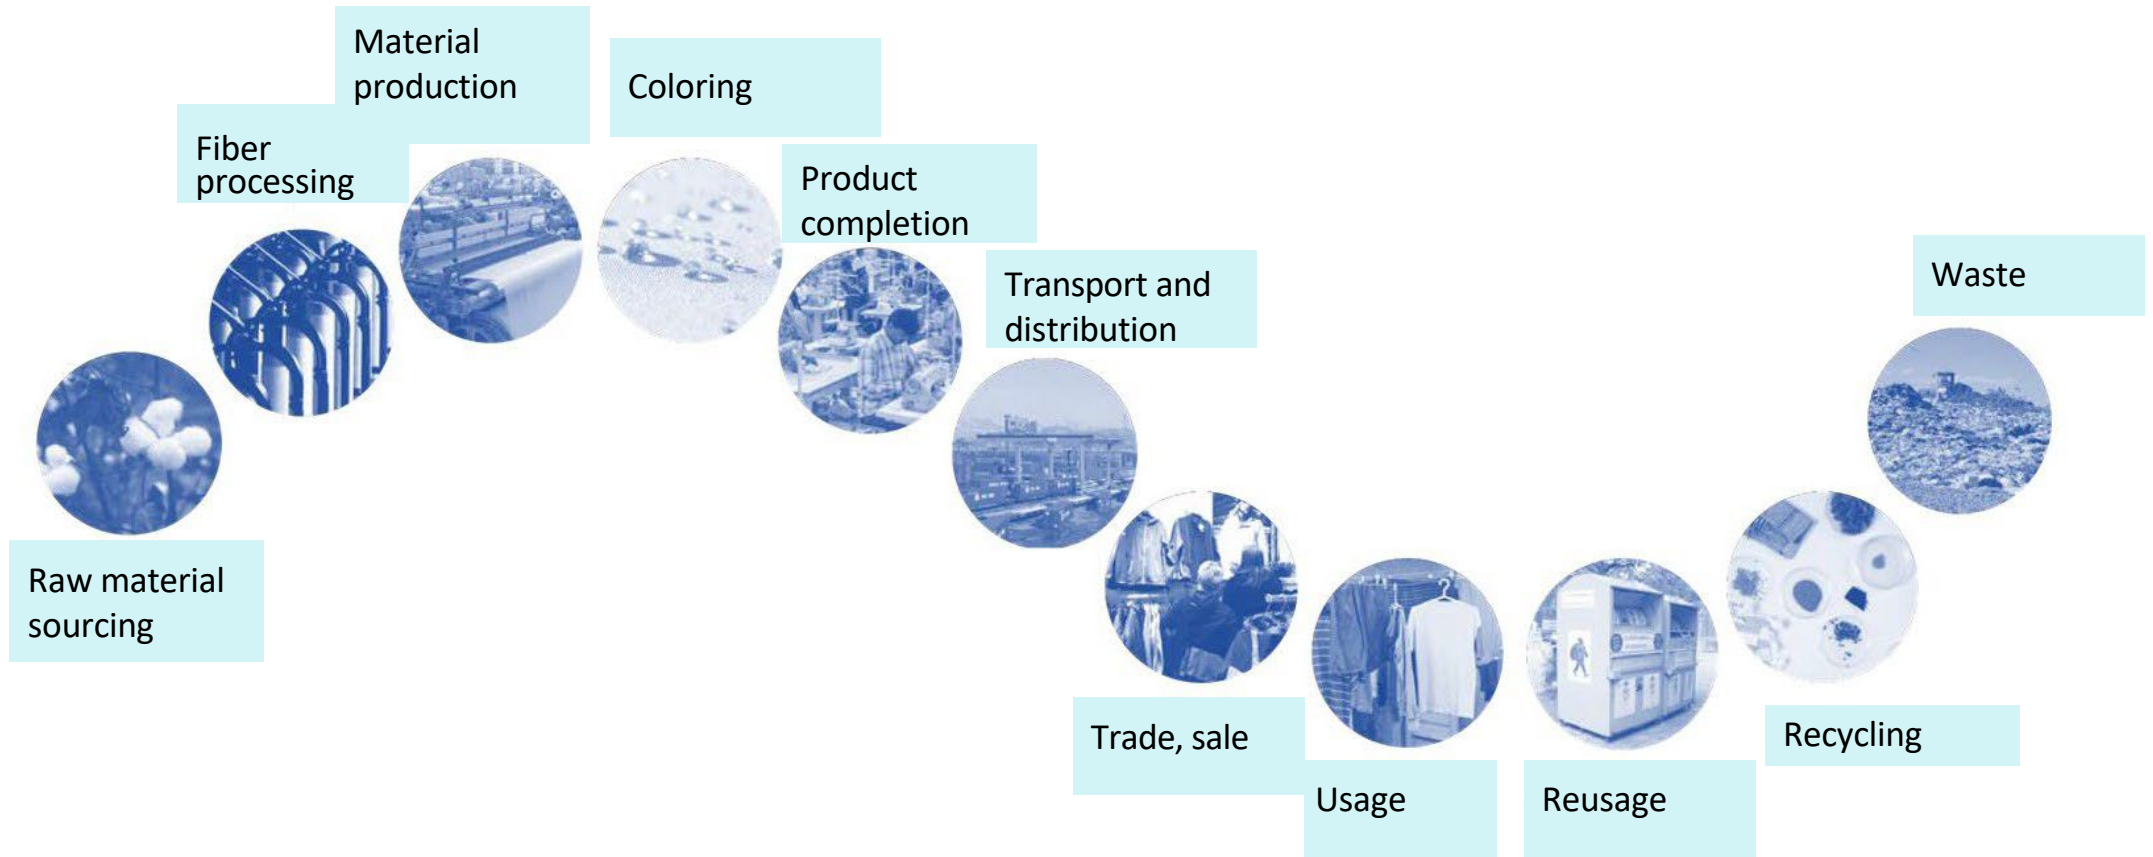 Material
production
Coloring
Fiber
processing
Product
completion
Transport and
distribution
Waste
Raw material
sourcing
Trade, sale
Recycling
Usage
Reusage